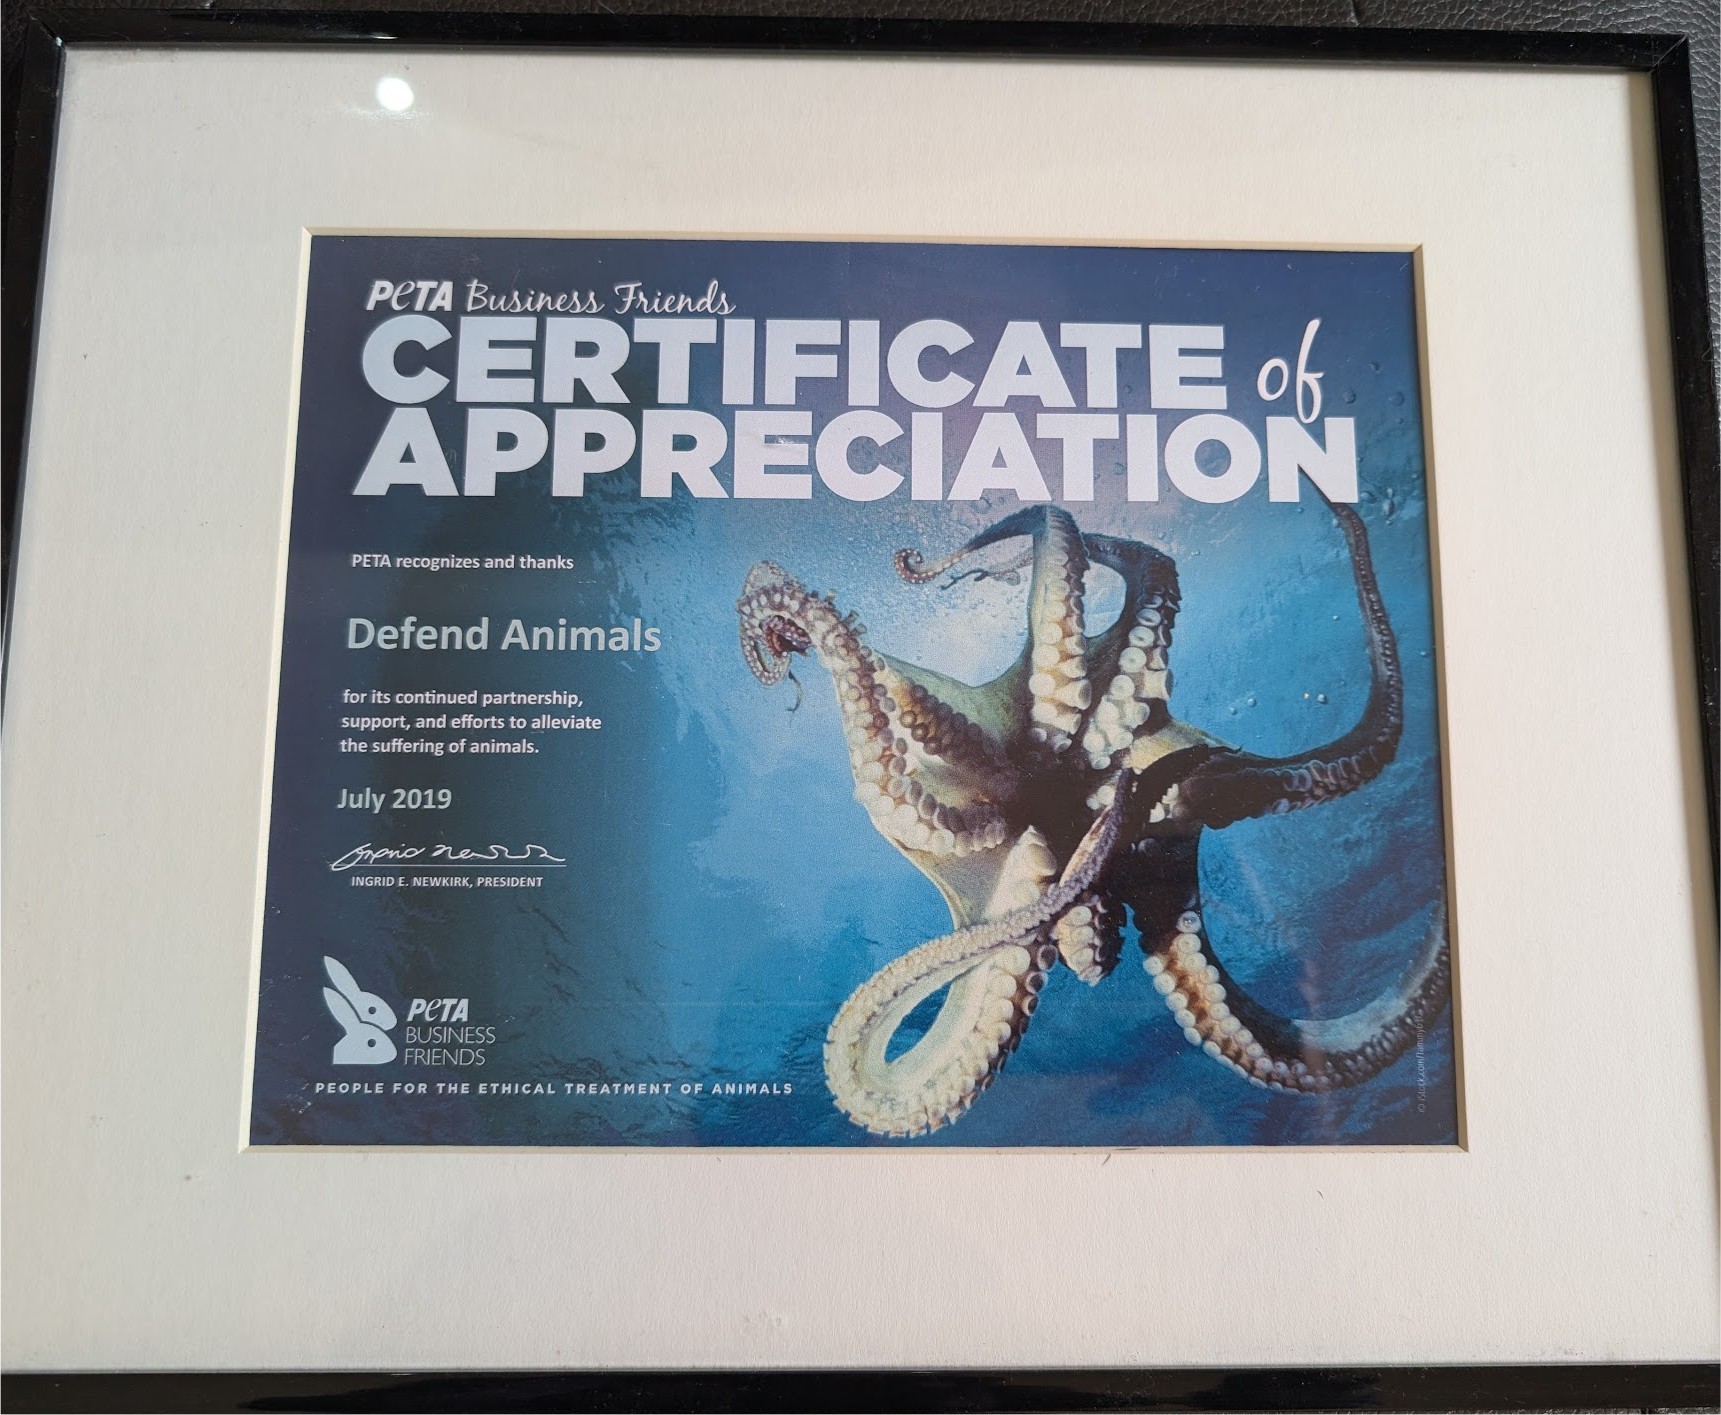 PETA Business Friends
CERTIFICATE of
APPRECIATION
PETA recognizes and thanks
Defend Animals
for its continued partnership,
support, and efforts to alleviate
the suffering of animals.
July 2019
INGRID E. NEWKIRK, PRESIDENT
PETA
BUSINESS
FRIENDS
PEOPLE FOR THE ETHICAL TREATMENT OF ANIMALS